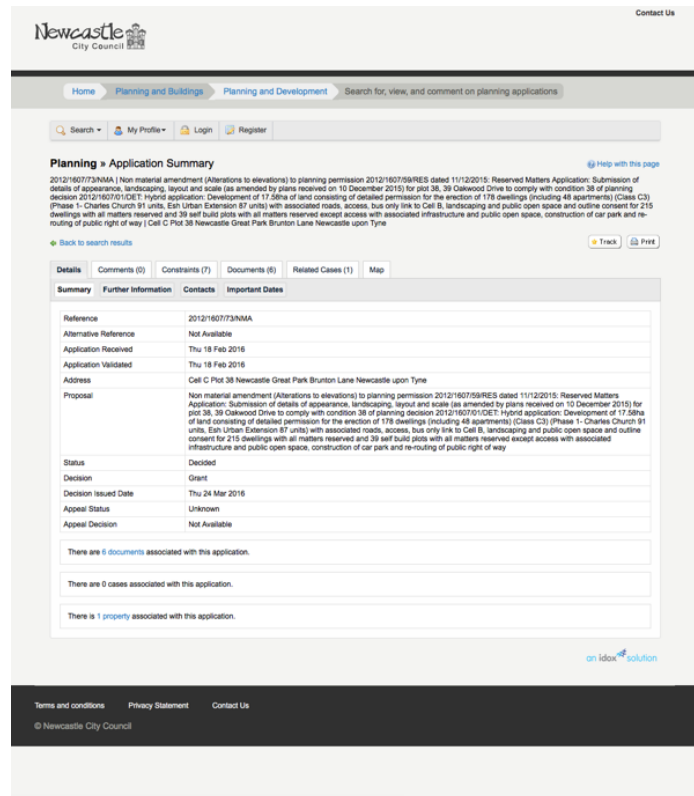 Contact Us
Newcastle
City Council
Home Planning and Buildings Planning and Development Search for, view, and comment on planning applications
Search My Profile Login Register
Planning » Application Summary
Help with this page
2012/1607/73/NMA | Non material amendment (Alterations to elevations) to planning permission 2012/1607/59/RES dated 11/12/2015: Reserved Matters Application: Submission of
details of appearance, landscaping, layout and scale (as amended by plans received on 10 December 2015) for plot 38, 39 Oakwood Drive to comply with condition 38 of planning
decision 2012/1607/01/DET: Hybrid application: Development of 17.58ha of land consisting of detailed permission for the erection of 178 dwellings (including 48 apartments) (Class C3)
(Phase 1- Charles Church 91 units, Esh Urban Extension 87 units) with associated roads, access, bus only link to Cell B, landscaping and public open space and outline consent for 215
dwellings with all matters reserved and 39 self build plots with all matters reserved except access with associated infrastructure and public open space, construction of car park and re-
routing of public right of way | Cell C Plot 38 Newcastle Great Park Brunton Lane Newcastle upon Tyne
Back to search results
Track Print
Details Comments (0) Constraints (7) Documents (6) Related Cases (1) Map
Summary Further Information Contacts Important Dates
Reference 2012/1607/73/NMA
Alternative Reference Not Available
Application Received Thu 18 Feb 2016
Application Validated Thu 18 Feb 2016
Address Cell C Plot 38 Newcastle Great Park Brunton Lane Newcastle upon Tyne
Proposal Non material amendment (Alterations to elevations) to planning permission 2012/1607/59/RES dated 11/12/2015: Reserved Matters
Application: Submission of details of appearance, landscaping, layout and scale (as amended by plans received on 10 December 2015) for
plot 38, 39 Oakwood Drive to comply with condition 38 of planning decision 2012/1607/01/DET: Hybrid application: Development of 17.58ha
of land consisting of detailed permission for the erection of 178 dwellings (including 48 apartments) (Class C3) (Phase 1- Charles Church 91
units, Esh Urban Extension 87 units) with associated roads, access, bus only link to Cell B, landscaping and public open space and outline
consent for 215 dwellings with all matters reserved and 39 self build plots with all matters reserved except access with associated
infrastructure and public open space, construction of car park and re-routing of public right of way
Status Decided
Decision Grant
Decision Issued Date Thu 24 Mar 2016
Appeal Status Unknown
Appeal Decision Not Available
There are 6 documents associated with this application.
There are 0 cases associated with this application.
There is 1 property associated with this application.
an idox solution
Terms and conditions Privacy Statement Contact Us
© Newcastle City Council